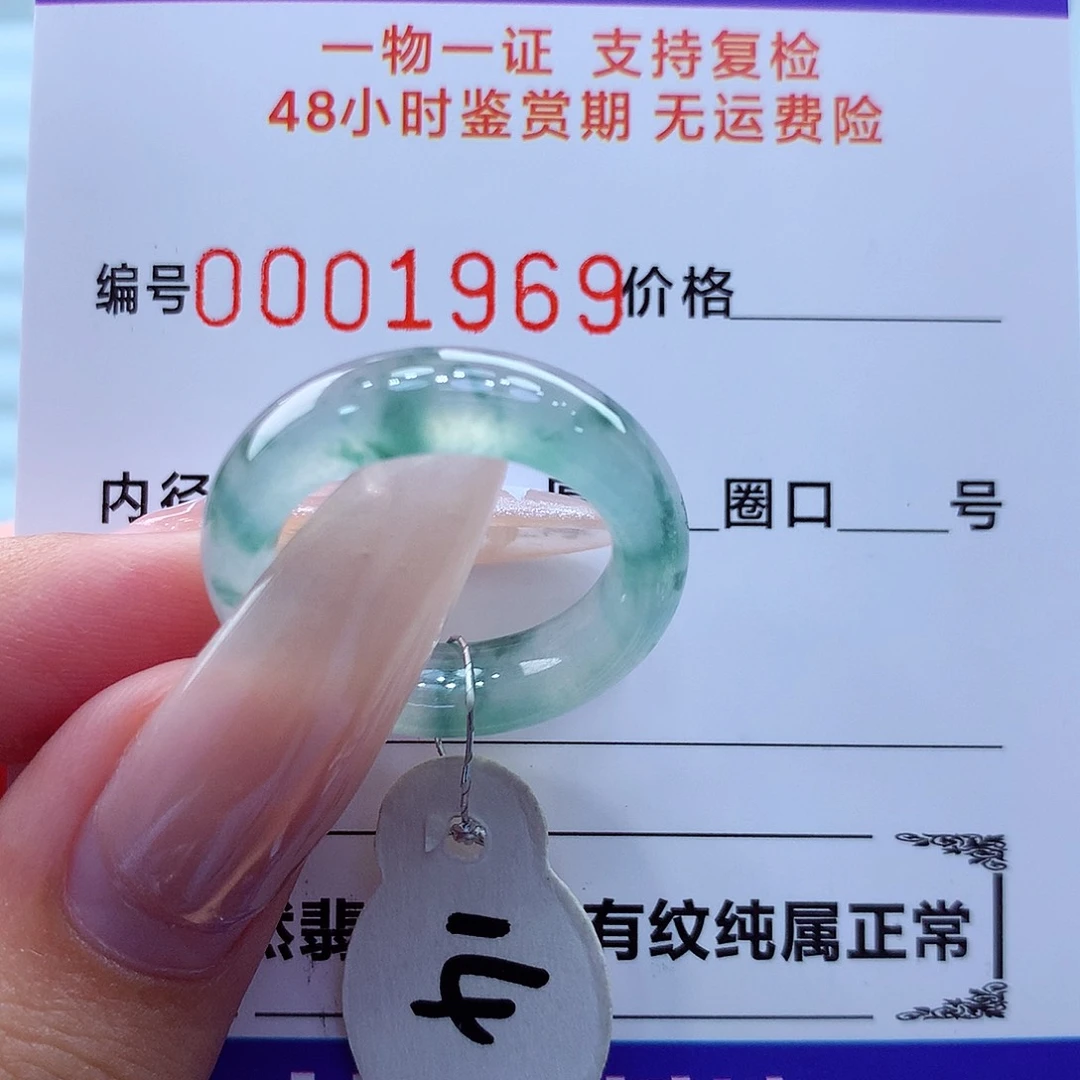 一物一证 支持复检
48小时鉴赏期 无运费险
编号0001969价格
内径 圈口 号
翡 有纹纯属正常